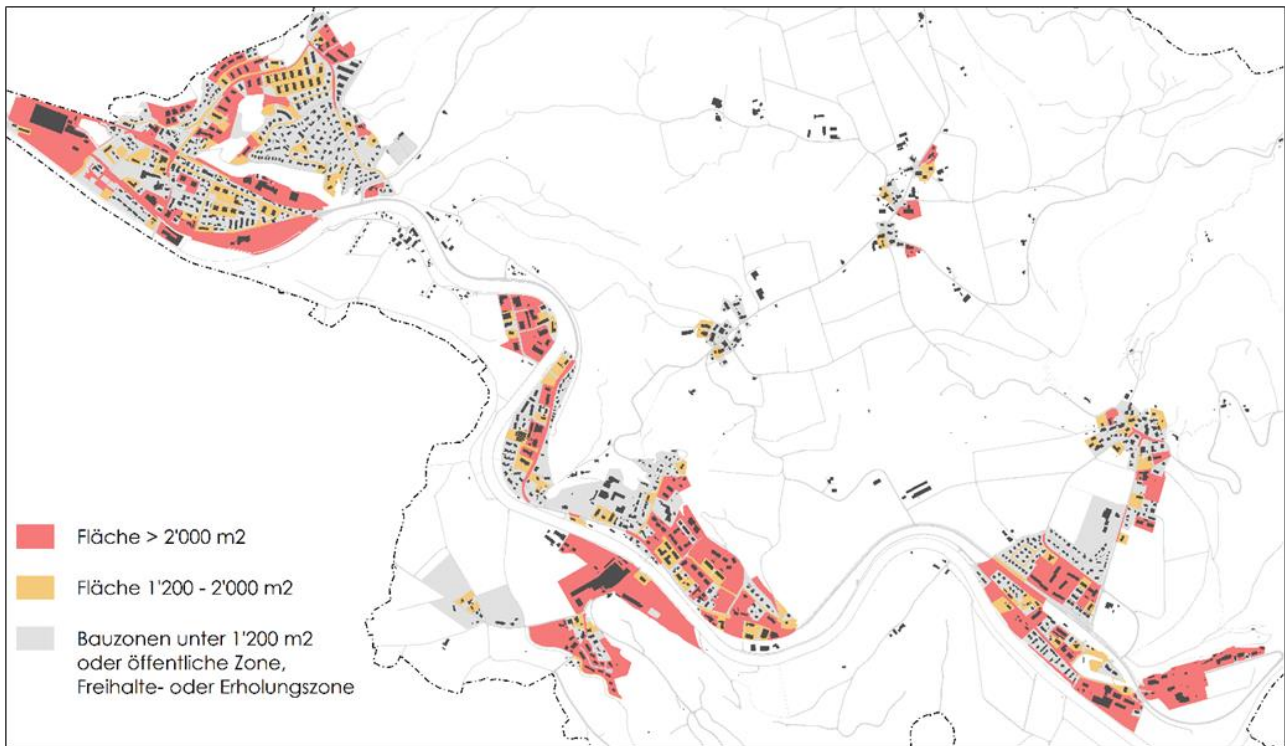 Fläche > 2'000 m2
Fläche 1'200 - 2'000 m2
Bauzonen unter 1'200 m2
oder öffentliche Zone,
Freihalte- oder Erholungszone